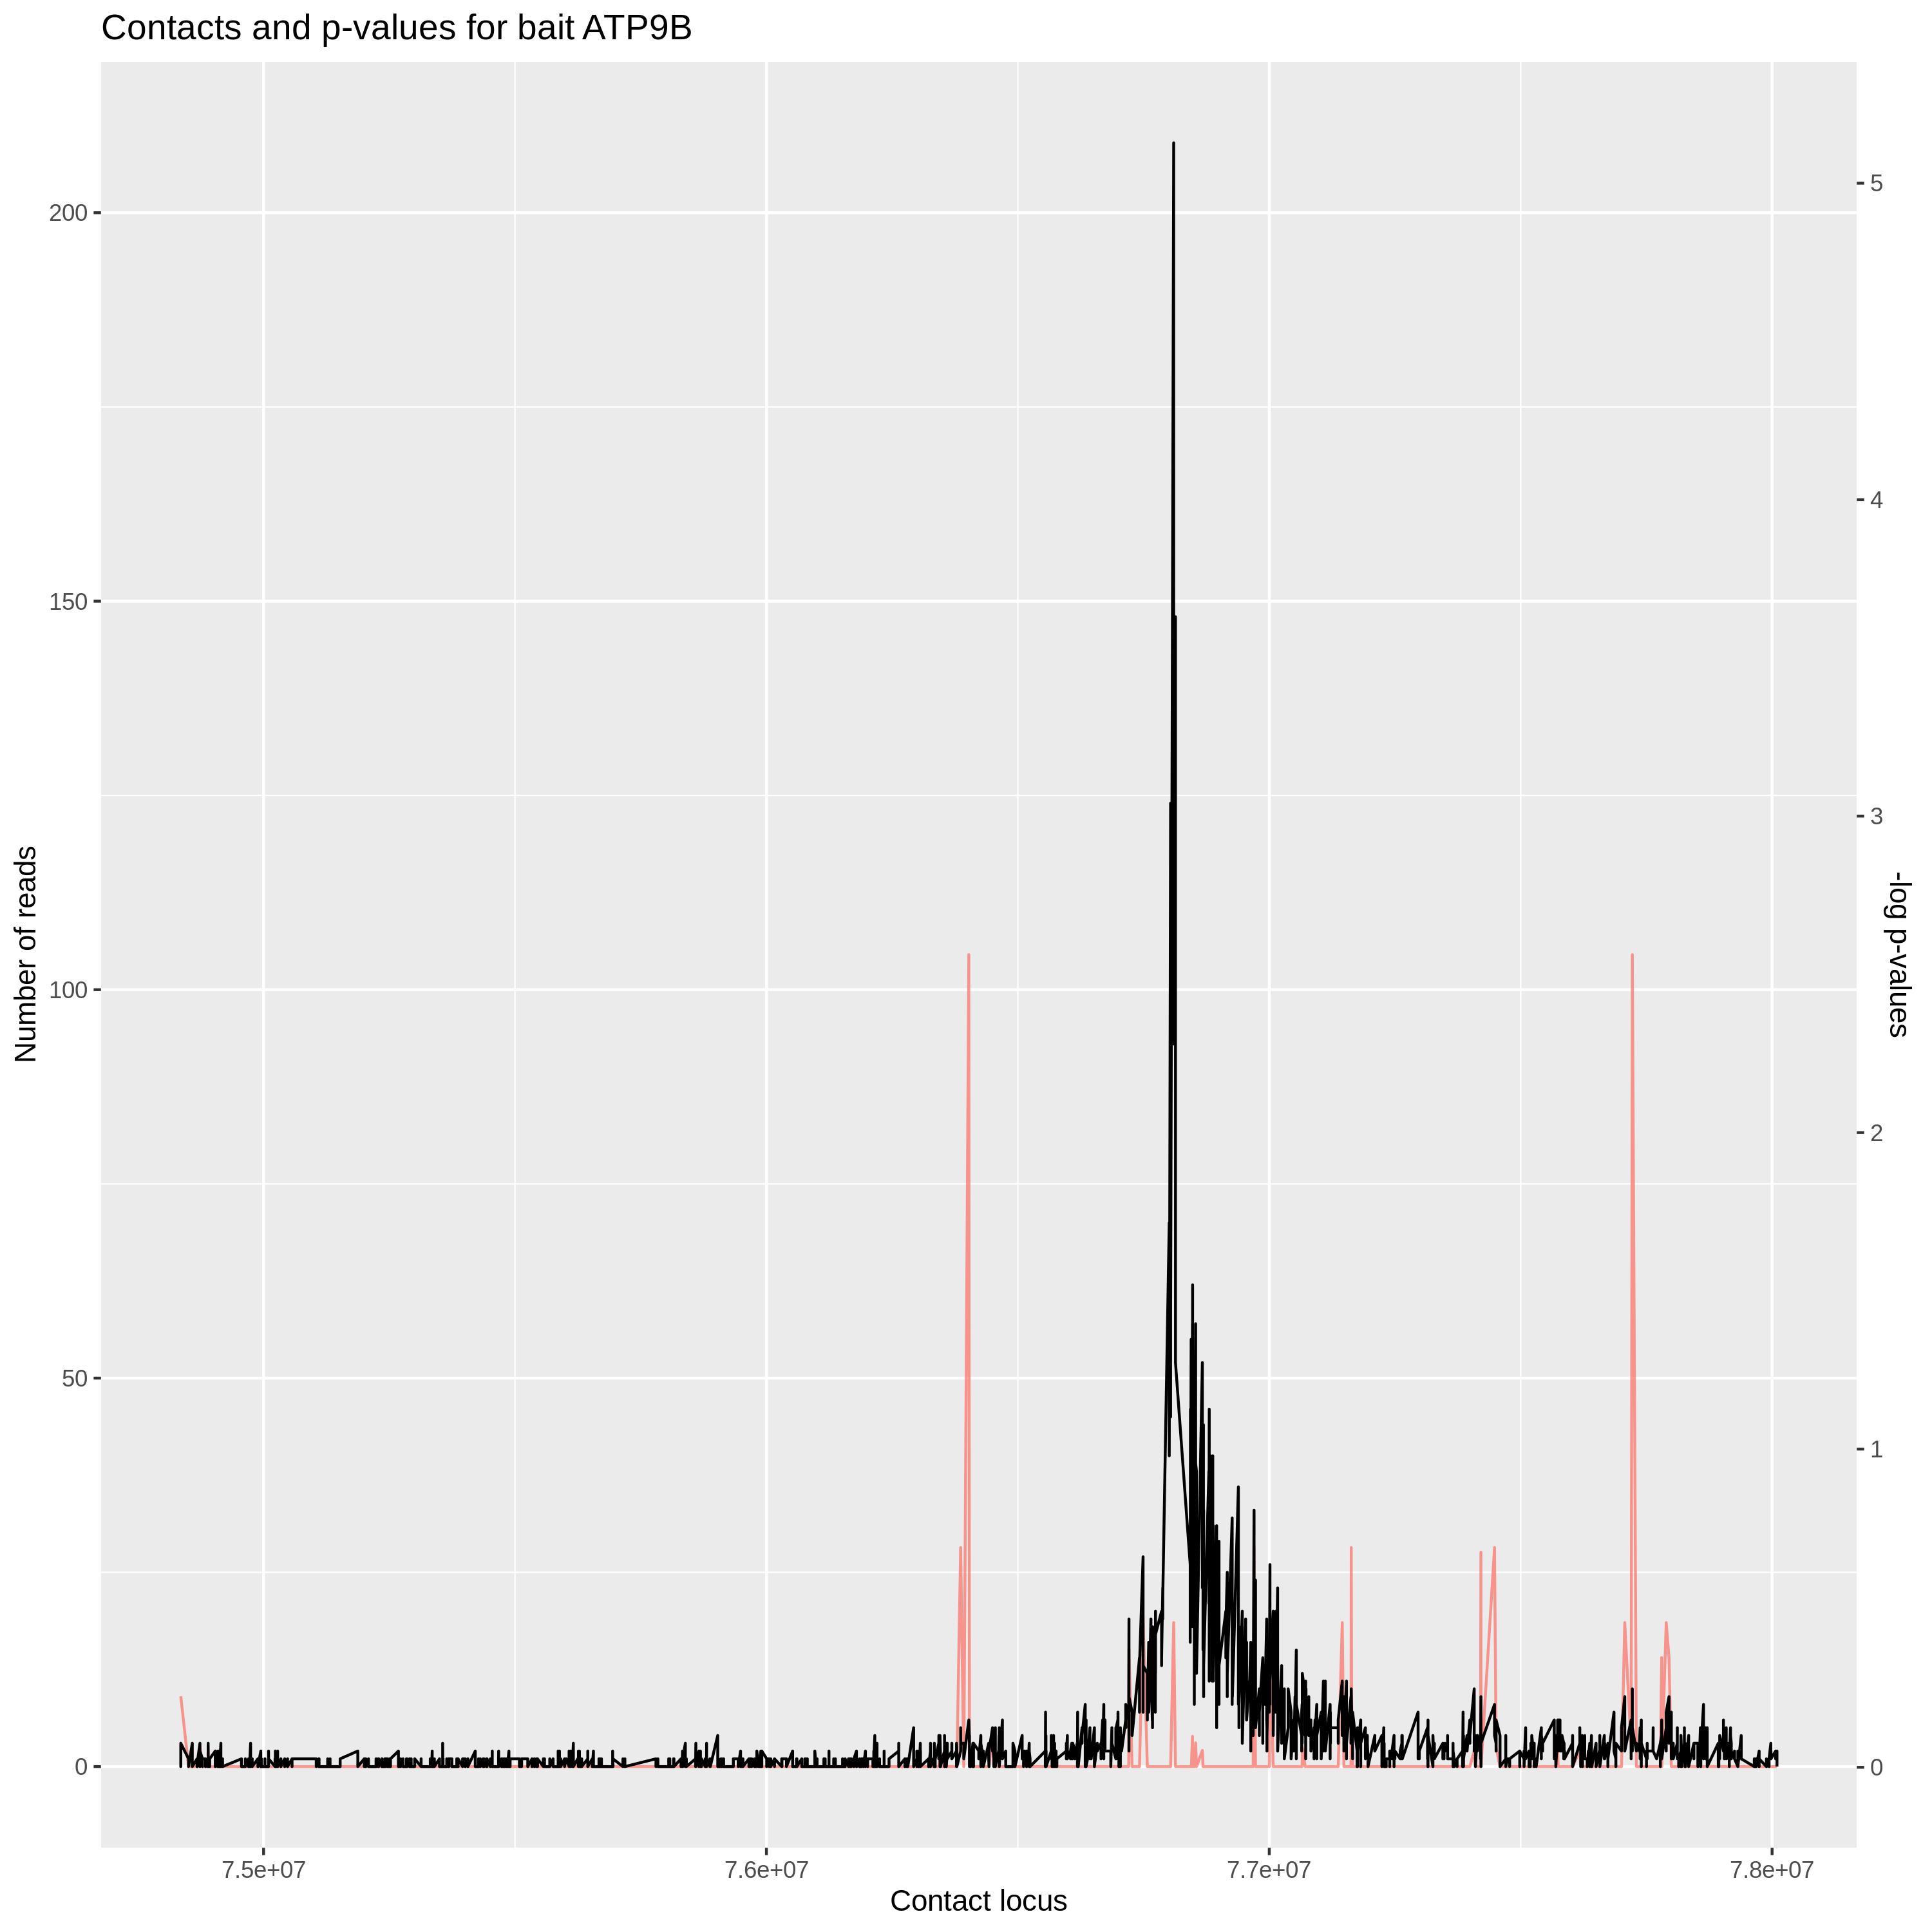 Contacts and p-values for bait ATP9B
200
150
100
50
0
Number of reads
5
4
3
2
1
0
-log p-values
7.5e+07
7.6e+07
7.7e+07
7.8e+07
Contact locus